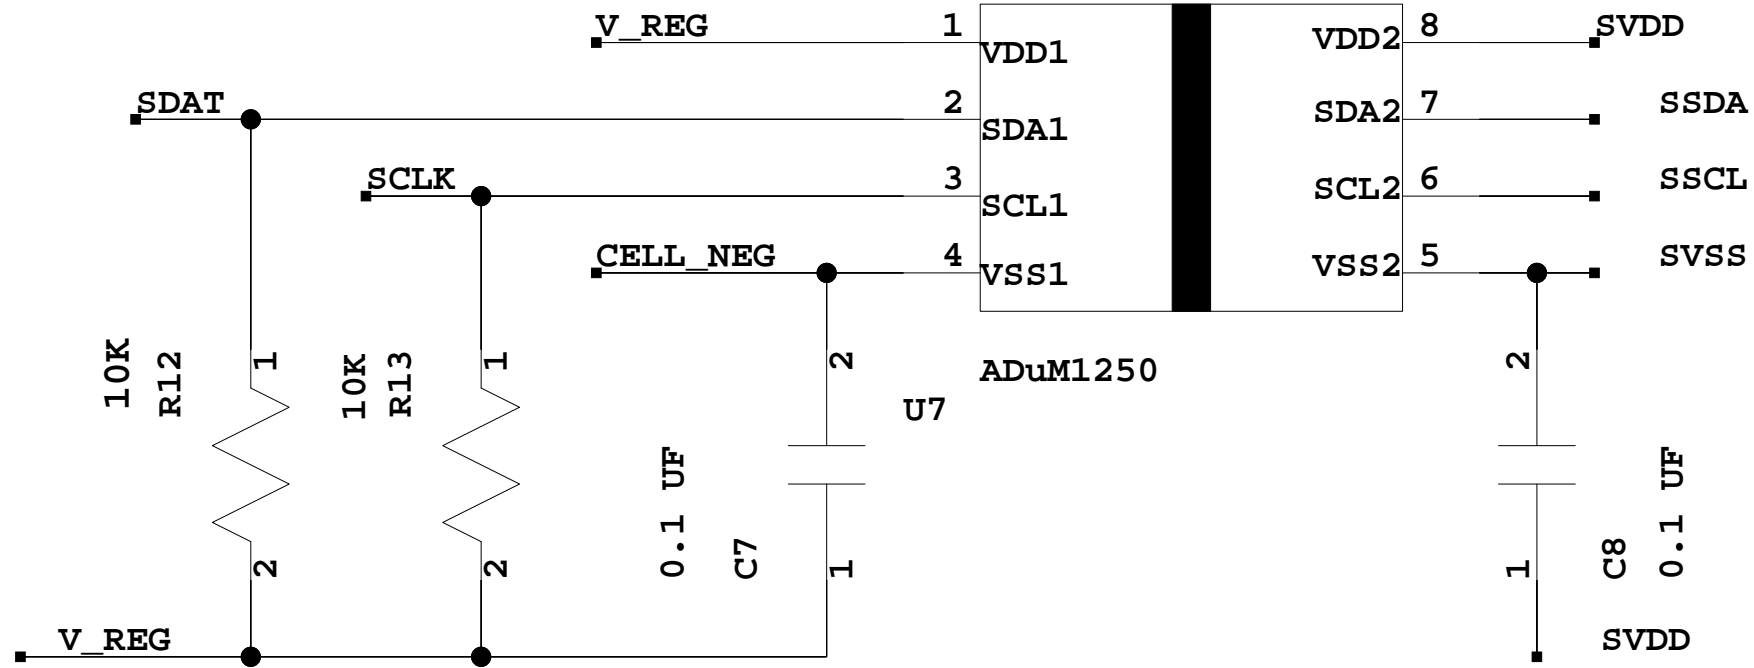 V_REG 1 VDD1 VDD2 8 SVDD
SDAT 2 SDA1 SDA2 7 SSDA
SCLK 3 SCL1 SCL2 6 SSCL
CELL_NEG 4 VSS1 VSS2 5 SVSS
10K R12 1 10K R13 1 2 ADuM1250 2
U7
2 2 0.1 UF C7 1 1 C8 0.1 UF
V_REG SVDD